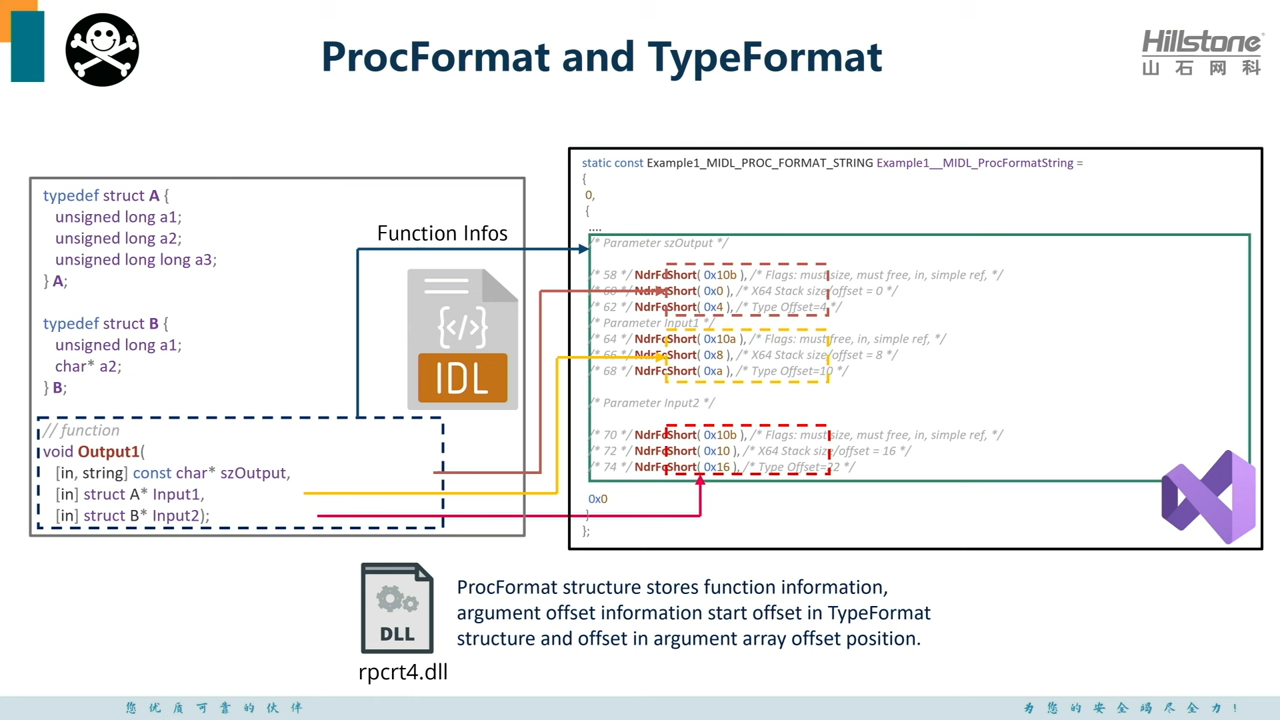 ProcFormat and TypeFormat
Hillstone
山石网科
typedef struct A {
unsigned long a1;
unsigned long a2;
unsigned long long a3;
} A;
typedef struct B {
unsigned long a1;
char* a2;
} B;
// function
void Output1(
[in, string] const char* szOutput,
[in] struct A* Input1,
[in] struct B* Input2);
Function Infos
</>
IDL
static const Example1_MIDL_PROC_FORMAT_STRING Example1__MIDL_ProcFormatString =
{
0,
{
....
/* Parameter szOutput */
/* 58 */ NdrFcShort( 0x10b ), /* Flags: must size, must free, in, simple ref, */
/* 60 */ NdrFcShort( 0x0 ), /* X64 Stack size/offset = 0 */
/* 62 */ NdrFcShort( 0x4 ), /* Type Offset=4 */
/* Parameter Input1 */
/* 64 */ NdrFcShort( 0x10a ), /* Flags: must free, in, simple ref, */
/* 66 */ NdrFcShort( 0x8 ), /* X64 Stack size/offset = 8 */
/* 68 */ NdrFcShort( 0xa ), /* Type Offset=10 */
/* Parameter Input2 */
/* 70 */ NdrFcShort( 0x10b ), /* Flags: must size, must free, in, simple ref, */
/* 72 */ NdrFcShort( 0x10 ), /* X64 Stack size/offset = 16 */
/* 74 */ NdrFcShort( 0x16 ), /* Type Offset=22 */
0x0
}
};
DLL
rpcrt4.dll
ProcFormat structure stores function information,
argument offset information start offset in TypeFormat
structure and offset in argument array offset position.
您优质可靠的伙伴
为您的安全竭尽全力!